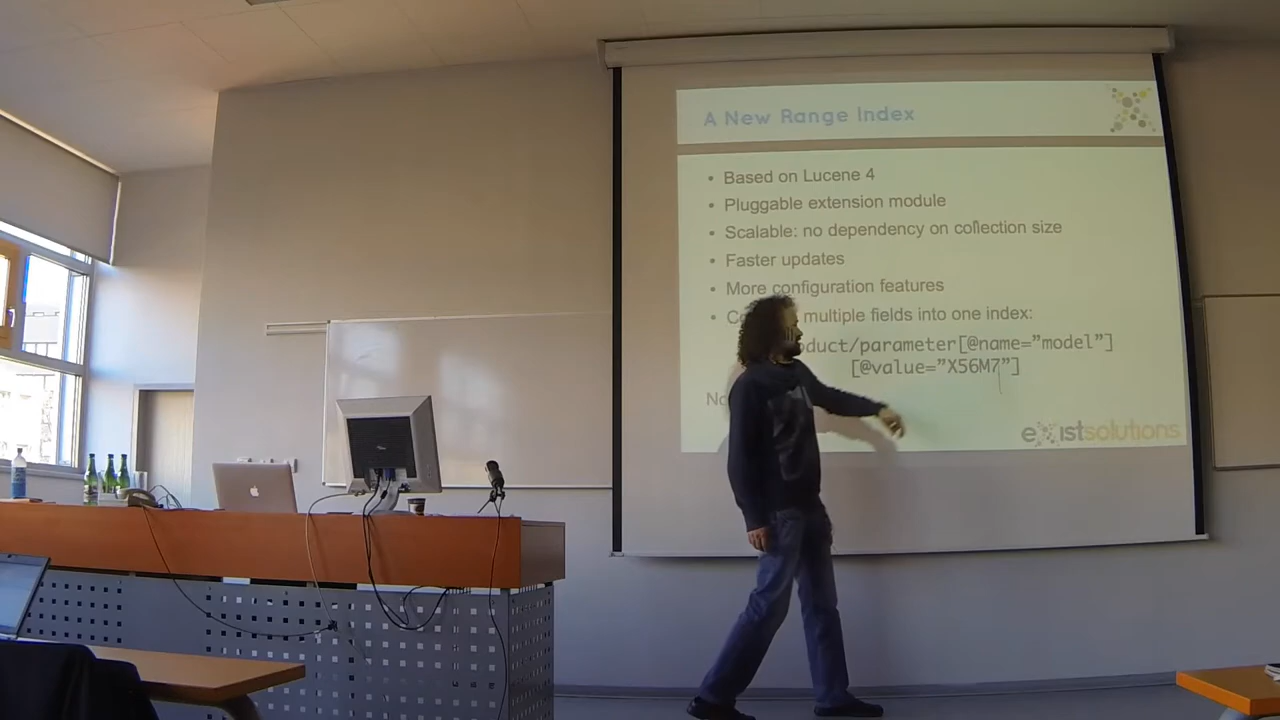 A New Range Index
• Based on Lucene 4
• Pluggable extension module
• Scalable: no dependency on collection size
• Faster updates
• More configuration features
• multiple fields into one index:
/parameter[@name=”model”]
[@value=”X56M7”]
eXistsolutions